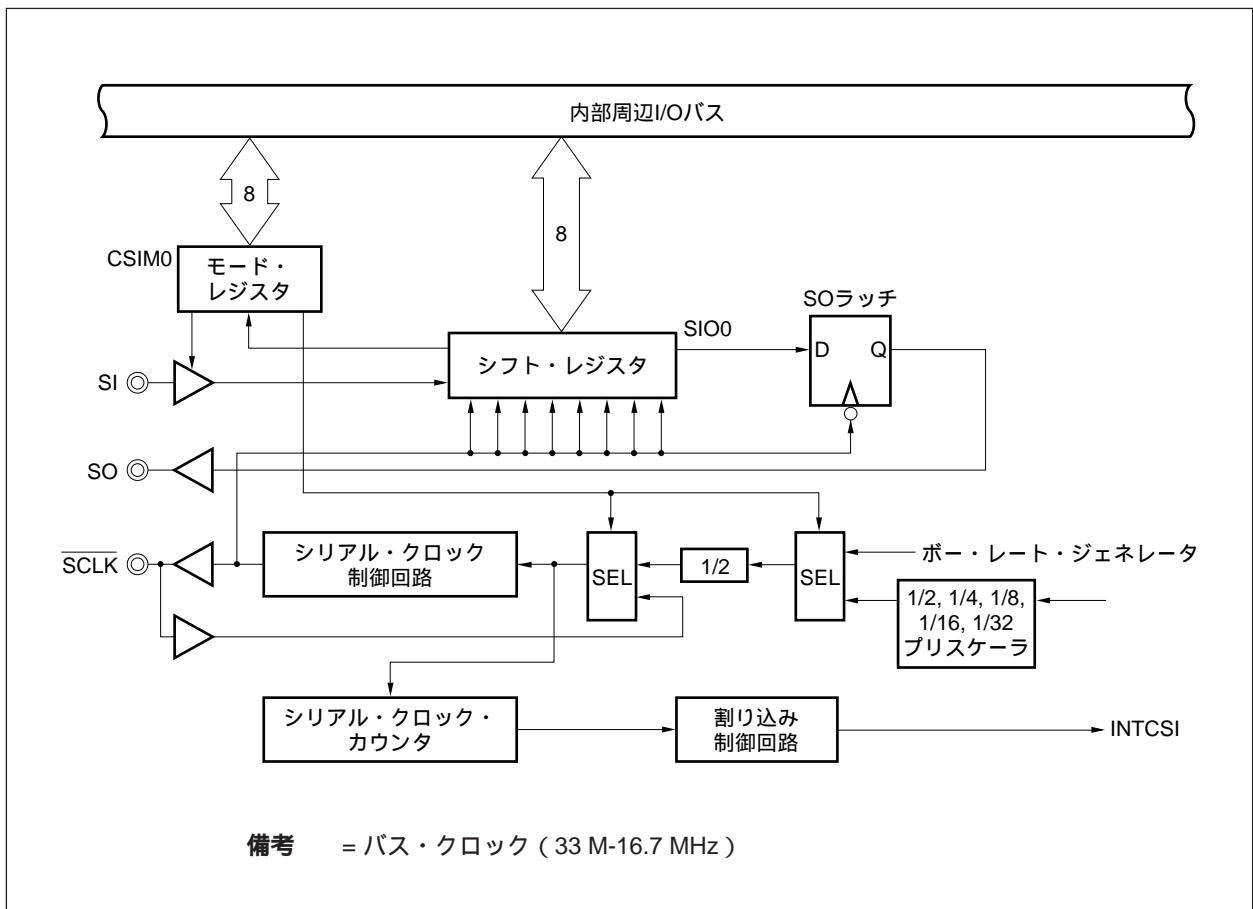 内部周辺I/Oバス
8
8
CSIM0
モード・
レジスタ
SOラッチ
SIO0
シフト・レジスタ
D
Q
SI
SO
SCLK
シリアル・クロック
制御回路
SEL
1/2
SEL
ボー・レート・ジェネレータ
1/2, 1/4, 1/8,
1/16, 1/32
プリスケーラ
シリアル・クロック・
カウンタ
割り込み
制御回路
INTCSI
備考 = バス・クロック（33 M-16.7 MHz）